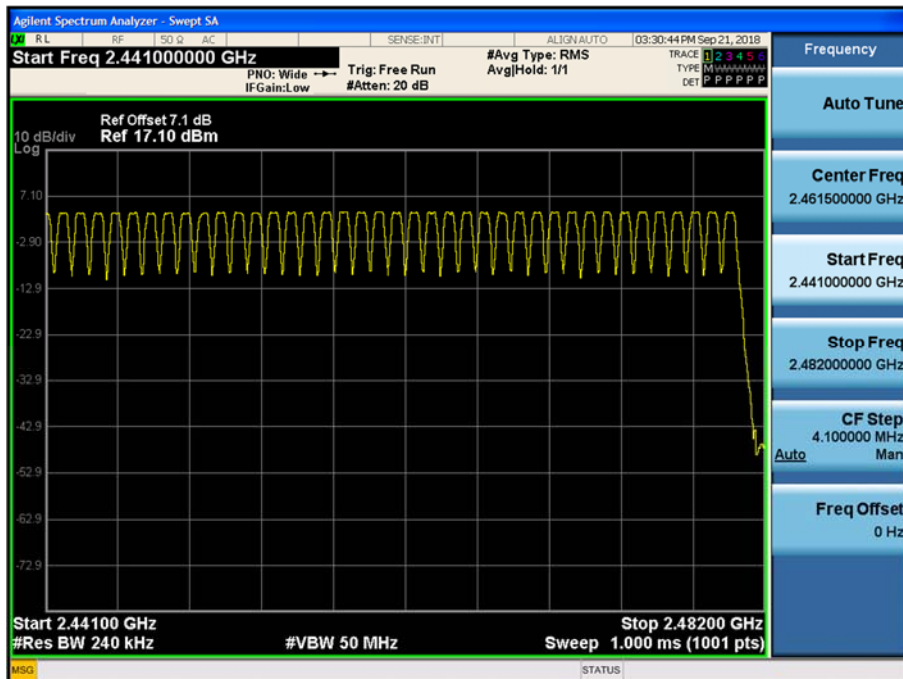 Agilent Spectrum Analyzer - Swept SA
LXI RL RF 50 Ω AC SENSE:INT ALIGNAUTO 03:30:44 PM Sep 21, 2018
Start Freq 2.441000000 GHz #Avg Type: RMS TRACE 1 2 3 4 5 6
PNO: Wide Trig: Free Run Avg|Hold: 1/1 TYPE MWWWWW
IFGain:Low #Atten: 20 dB DET P P P P P P
Ref Offset 7.1 dB
10 dB/div Ref 17.10 dBm
Log
7.10
-2.90
-12.9
-22.9
-32.9
-42.9
-52.9
-62.9
-72.9
Start 2.44100 GHz Stop 2.48200 GHz
#Res BW 240 kHz #VBW 50 MHz Sweep 1.000 ms (1001 pts)
MSG STATUS
Frequency
Auto Tune
Center Freq
2.461500000 GHz
Start Freq
2.441000000 GHz
Stop Freq
2.482000000 GHz
CF Step
4.100000 MHz
Auto Man
Freq Offset
0 Hz